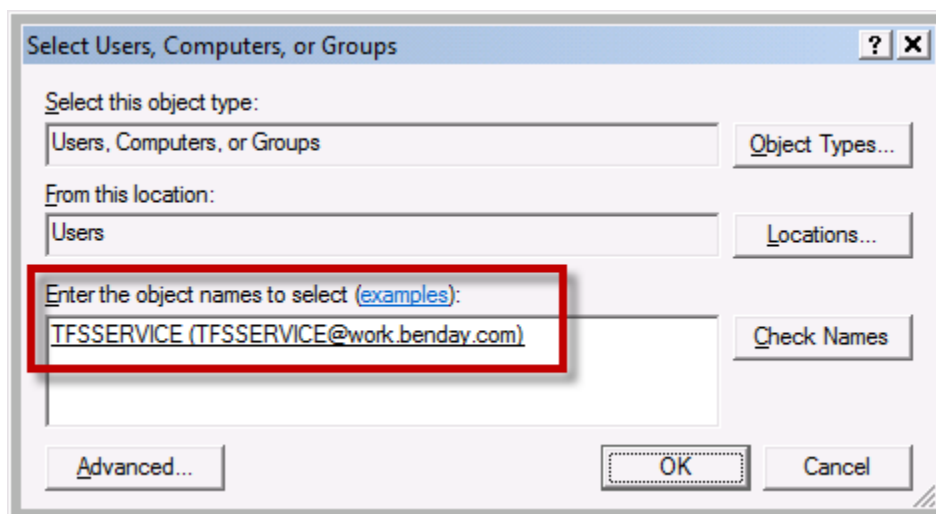 Select Users, Computers, or Groups
Select this object type:
Users, Computers, or Groups
Object Types...
From this location:
Users
Locations...
Enter the object names to select (examples):
TFSSERVICE (TFSSERVICE@work.benday.com)
Check Names
Advanced...
OK
Cancel